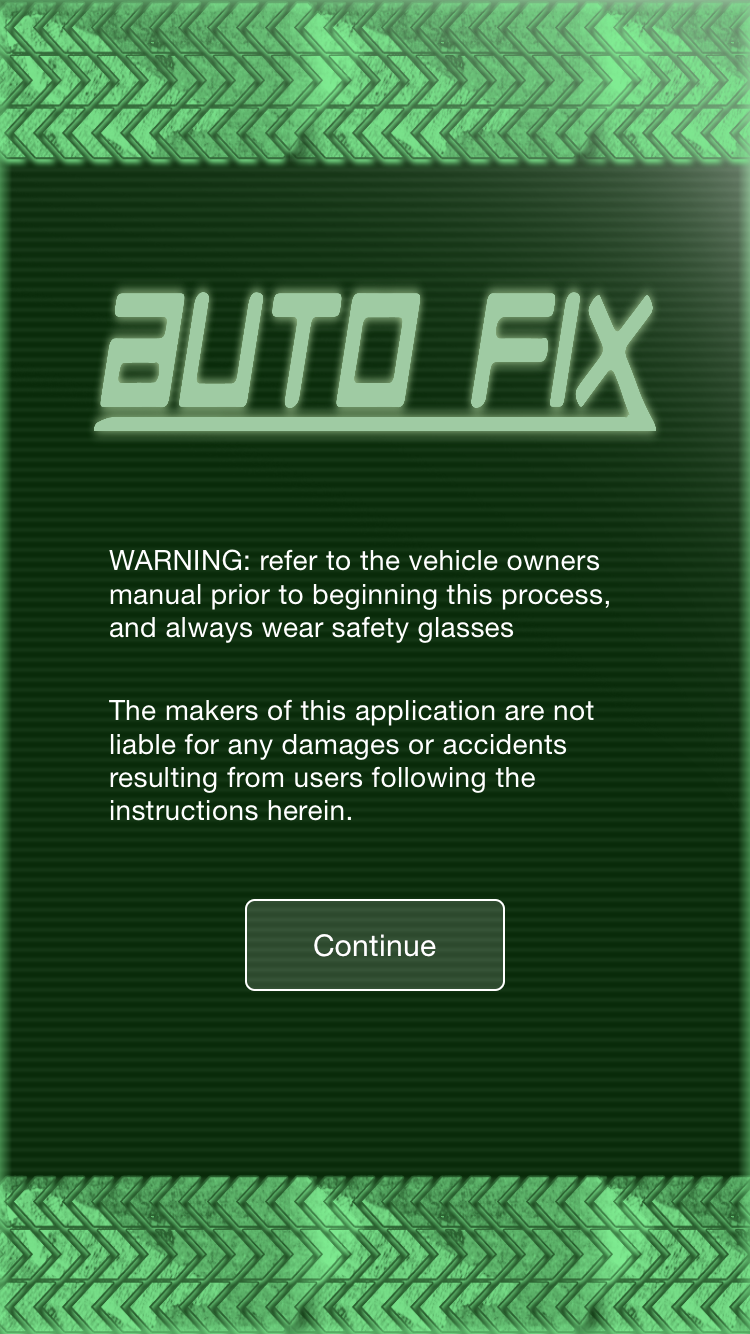 AUTO FIX
WARNING: refer to the vehicle owners
manual prior to beginning this process,
and always wear safety glasses
The makers of this application are not
liable for any damages or accidents
resulting from users following the
instructions herein.
Continue